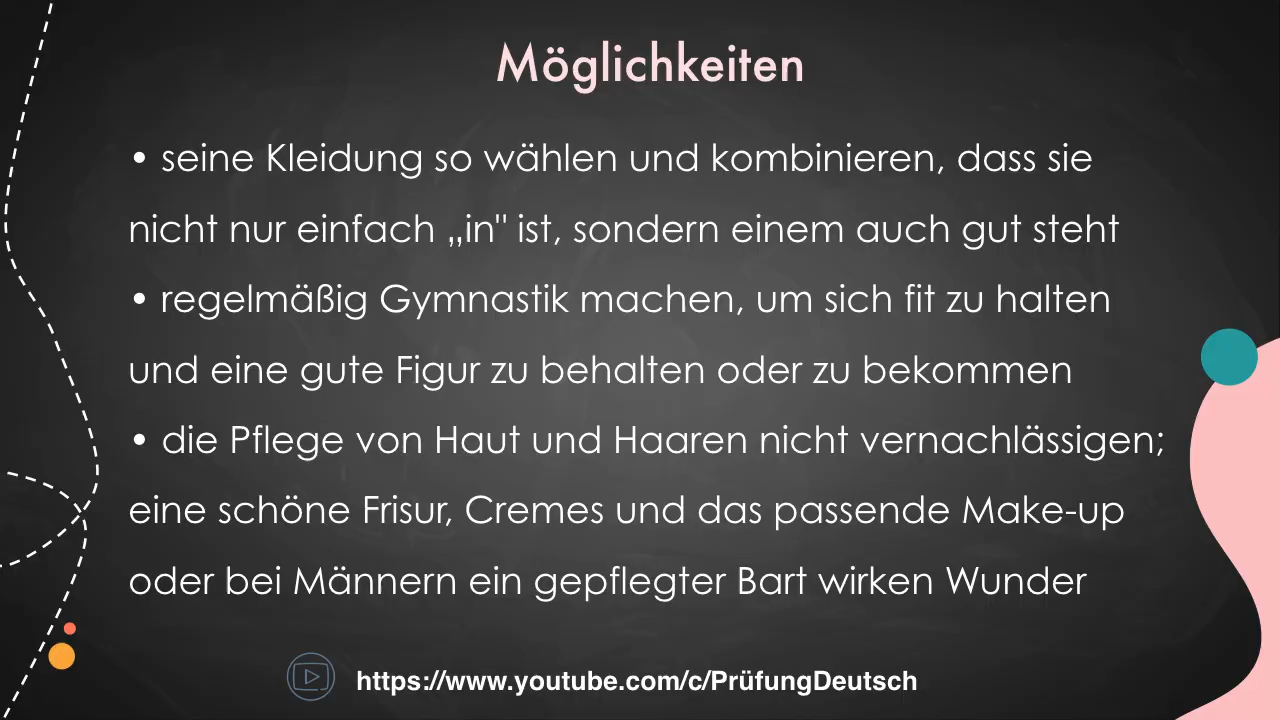 Möglichkeiten
• seine Kleidung so wählen und kombinieren, dass sie
nicht nur einfach „in" ist, sondern einem auch gut steht
• regelmäßig Gymnastik machen, um sich fit zu halten
und eine gute Figur zu behalten oder zu bekommen
• die Pflege von Haut und Haaren nicht vernachlässigen;
eine schöne Frisur, Cremes und das passende Make-up
oder bei Männern ein gepflegter Bart wirken Wunder
https://www.youtube.com/c/PrüfungDeutsch